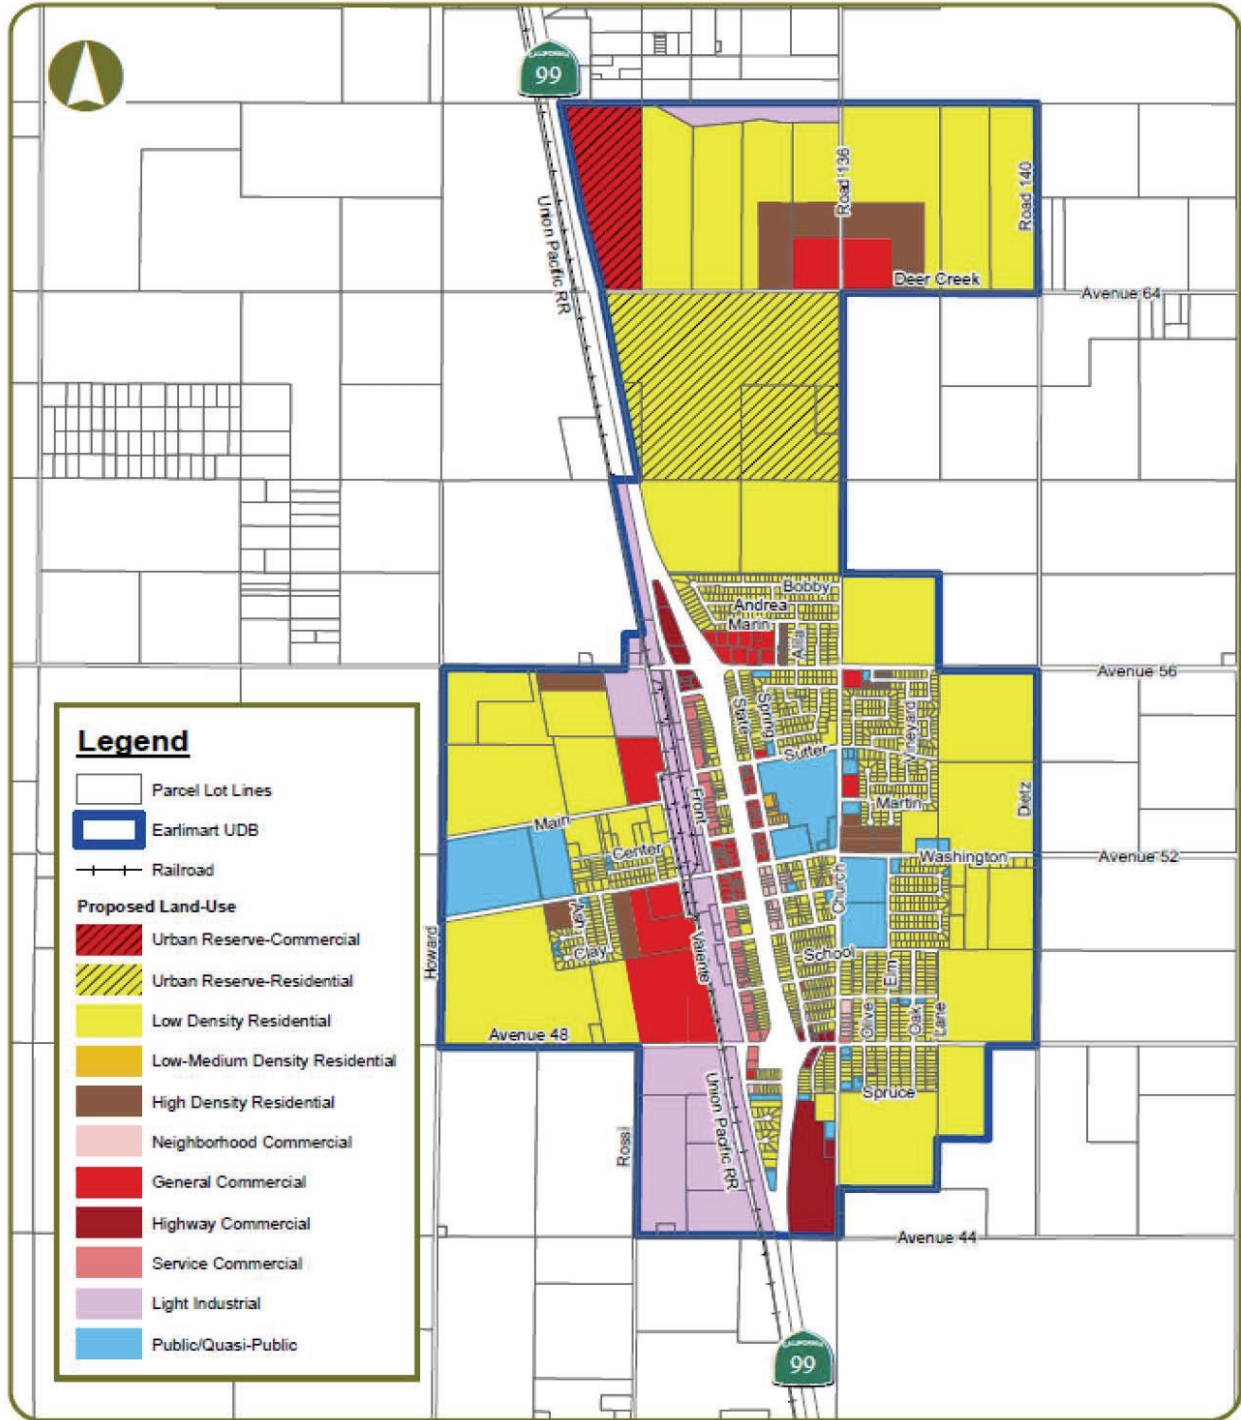 CALIFORNIA
99
Road 136
Road 140
Union Pacific RR
Deer Creek
Avenue 64
Bobby
Andrea
Marin
Alila
Avenue 56
State
Spring
Vineyard
Sutter
Front
Martin
Dietz
Main
Center
Washington
Avenue 52
Church
Ash
Clay
Howard
Valente
School
Elm
Olive
Oak
Lane
Avenue 48
Spruce
Union Pacific RR
Rossi
Avenue 44
CALIFORNIA
99
Legend
Parcel Lot Lines
Earlimart UDB
Railroad
Proposed Land-Use
Urban Reserve-Commercial
Urban Reserve-Residential
Low Density Residential
Low-Medium Density Residential
High Density Residential
Neighborhood Commercial
General Commercial
Highway Commercial
Service Commercial
Light Industrial
Public/Quasi-Public